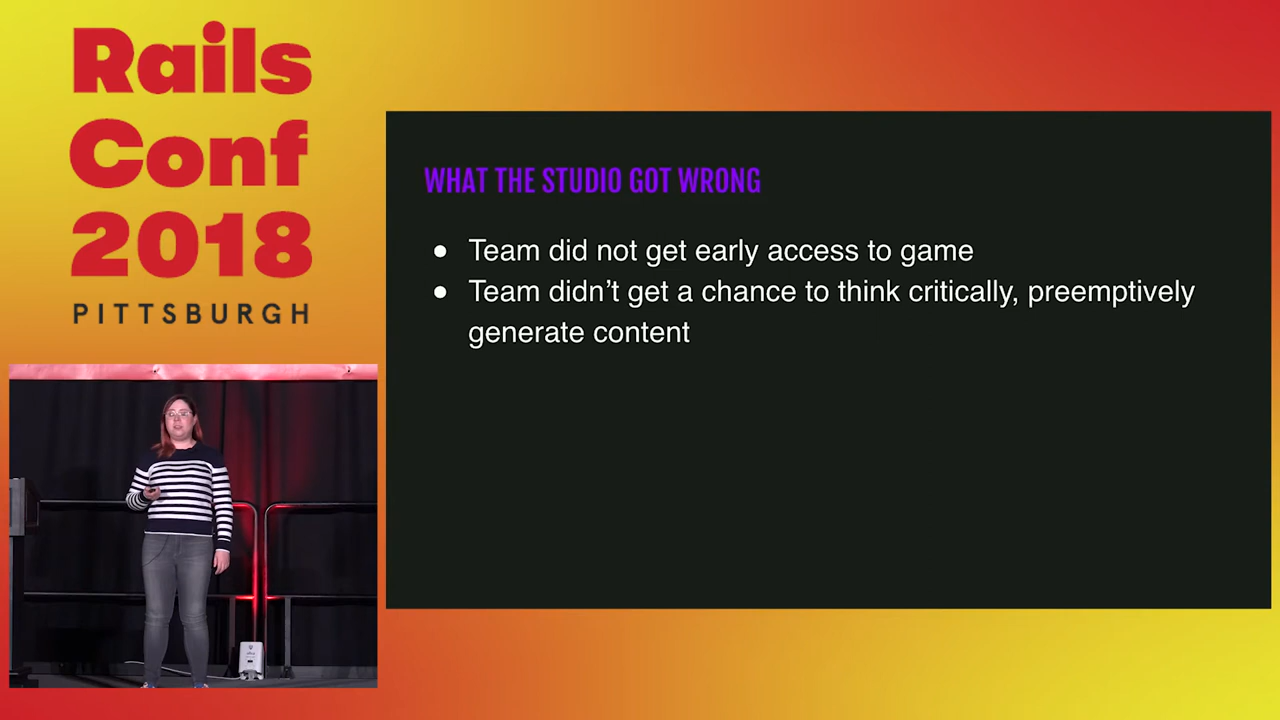 Rails
Conf
2018
PITTSBURGH
WHAT THE STUDIO GOT WRONG
● Team did not get early access to game
● Team didn’t get a chance to think critically, preemptively
generate content